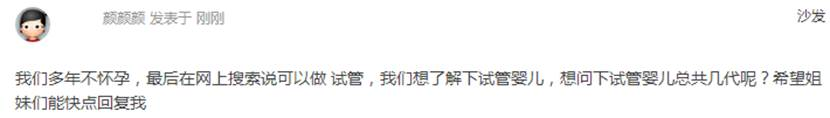 颜颜颜 发表于 刚刚 沙发
我们多年不怀孕，最后在网上搜索说可以做 试管，我们想了解下试管婴儿，想问下试管婴儿总共几代呢？希望姐
妹们能快点回复我